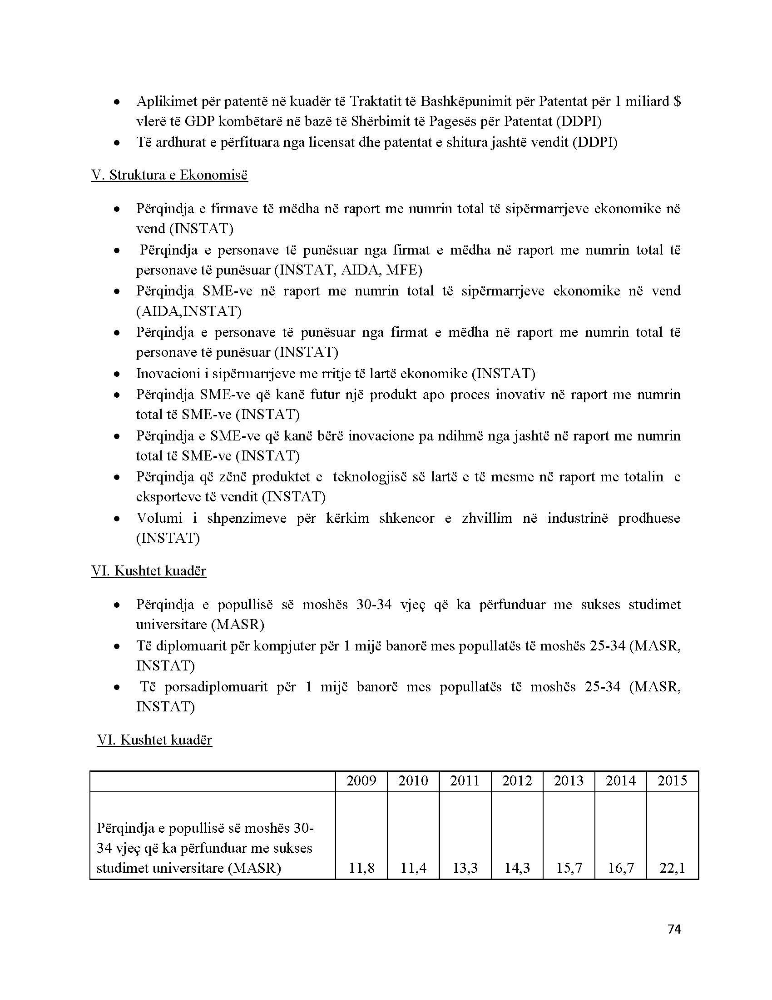 • Aplikimet për patentë në kuadër të Traktatit të Bashkëpunimit për Patentat për 1 miliard $
vlerë të GDP kombëtarë në bazë të Shërbimit të Pagesës për Patentat (DDPI)
• Të ardhurat e përfituara nga licensat dhe patentat e shitura jashtë vendit (DDPI)
V. Struktura e Ekonomisë
• Përqindja e firmave të mëdha në raport me numrin total të sipërmarrjeve ekonomike në
vend (INSTAT)
• Përqindja e personave të punësuar nga firmat e mëdha në raport me numrin total të
personave të punësuar (INSTAT, AIDA, MFE)
• Përqindja SME-ve në raport me numrin total të sipërmarrjeve ekonomike në vend
(AIDA,INSTAT)
• Përqindja e personave të punësuar nga firmat e mëdha në raport me numrin total të
personave të punësuar (INSTAT)
• Inovacioni i sipërmarrjeve me rritje të lartë ekonomike (INSTAT)
• Përqindja SME-ve që kanë futur një produkt apo proces inovativ në raport me numrin
total të SME-ve (INSTAT)
• Përqindja e SME-ve që kanë bërë inovacione pa ndihmë nga jashtë në raport me numrin
total të SME-ve (INSTAT)
• Përqindja që zënë produktet e teknologjisë së lartë e të mesme në raport me totalin e
eksporteve të vendit (INSTAT)
• Volumi i shpenzimeve për kërkim shkencor e zhvillim në industrinë prodhuese
(INSTAT)
VI. Kushtet kuadër
• Përqindja e popullisë së moshës 30-34 vjeç që ka përfunduar me sukses studimet
universitare (MASR)
• Të diplomuarit për kompjuter për 1 mijë banorë mes popullatës të moshës 25-34 (MASR,
INSTAT)
• Të porsadiplomuarit për 1 mijë banorë mes popullatës të moshës 25-34 (MASR,
INSTAT)
VI. Kushtet kuadër
2009 2010 2011 2012 2013 2014 2015
Përqindja e popullisë së moshës 30-
34 vjeç që ka përfunduar me sukses
studimet universitare (MASR) 11,8 11,4 13,3 14,3 15,7 16,7 22,1
74